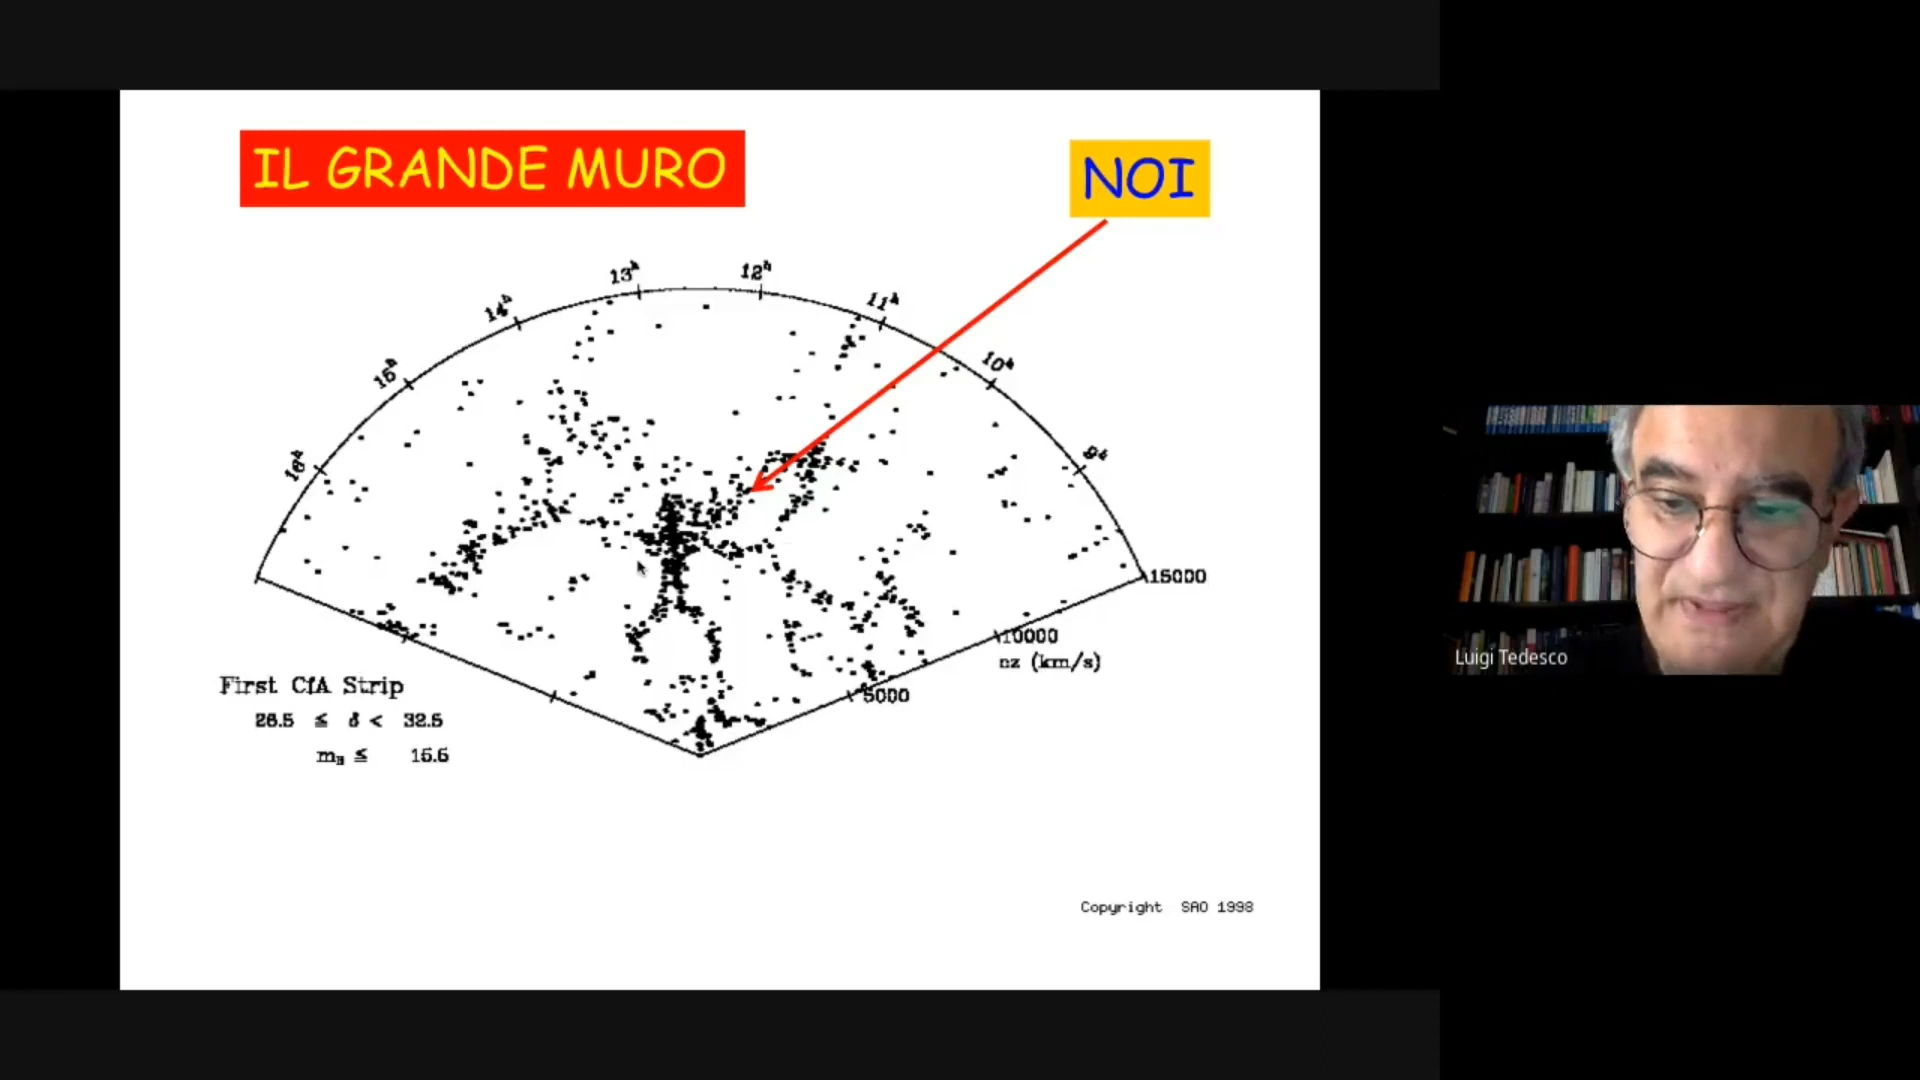 IL GRANDE MURO
NOI
13h
12h
14h
11h
15h
10h
16h
9h
15000
10000
cz (km/s)
5000
First CfA Strip
26.5 ≤ δ < 32.5
mB ≤ 15.5
Luigi Tedesco
Copyright SAO 1998